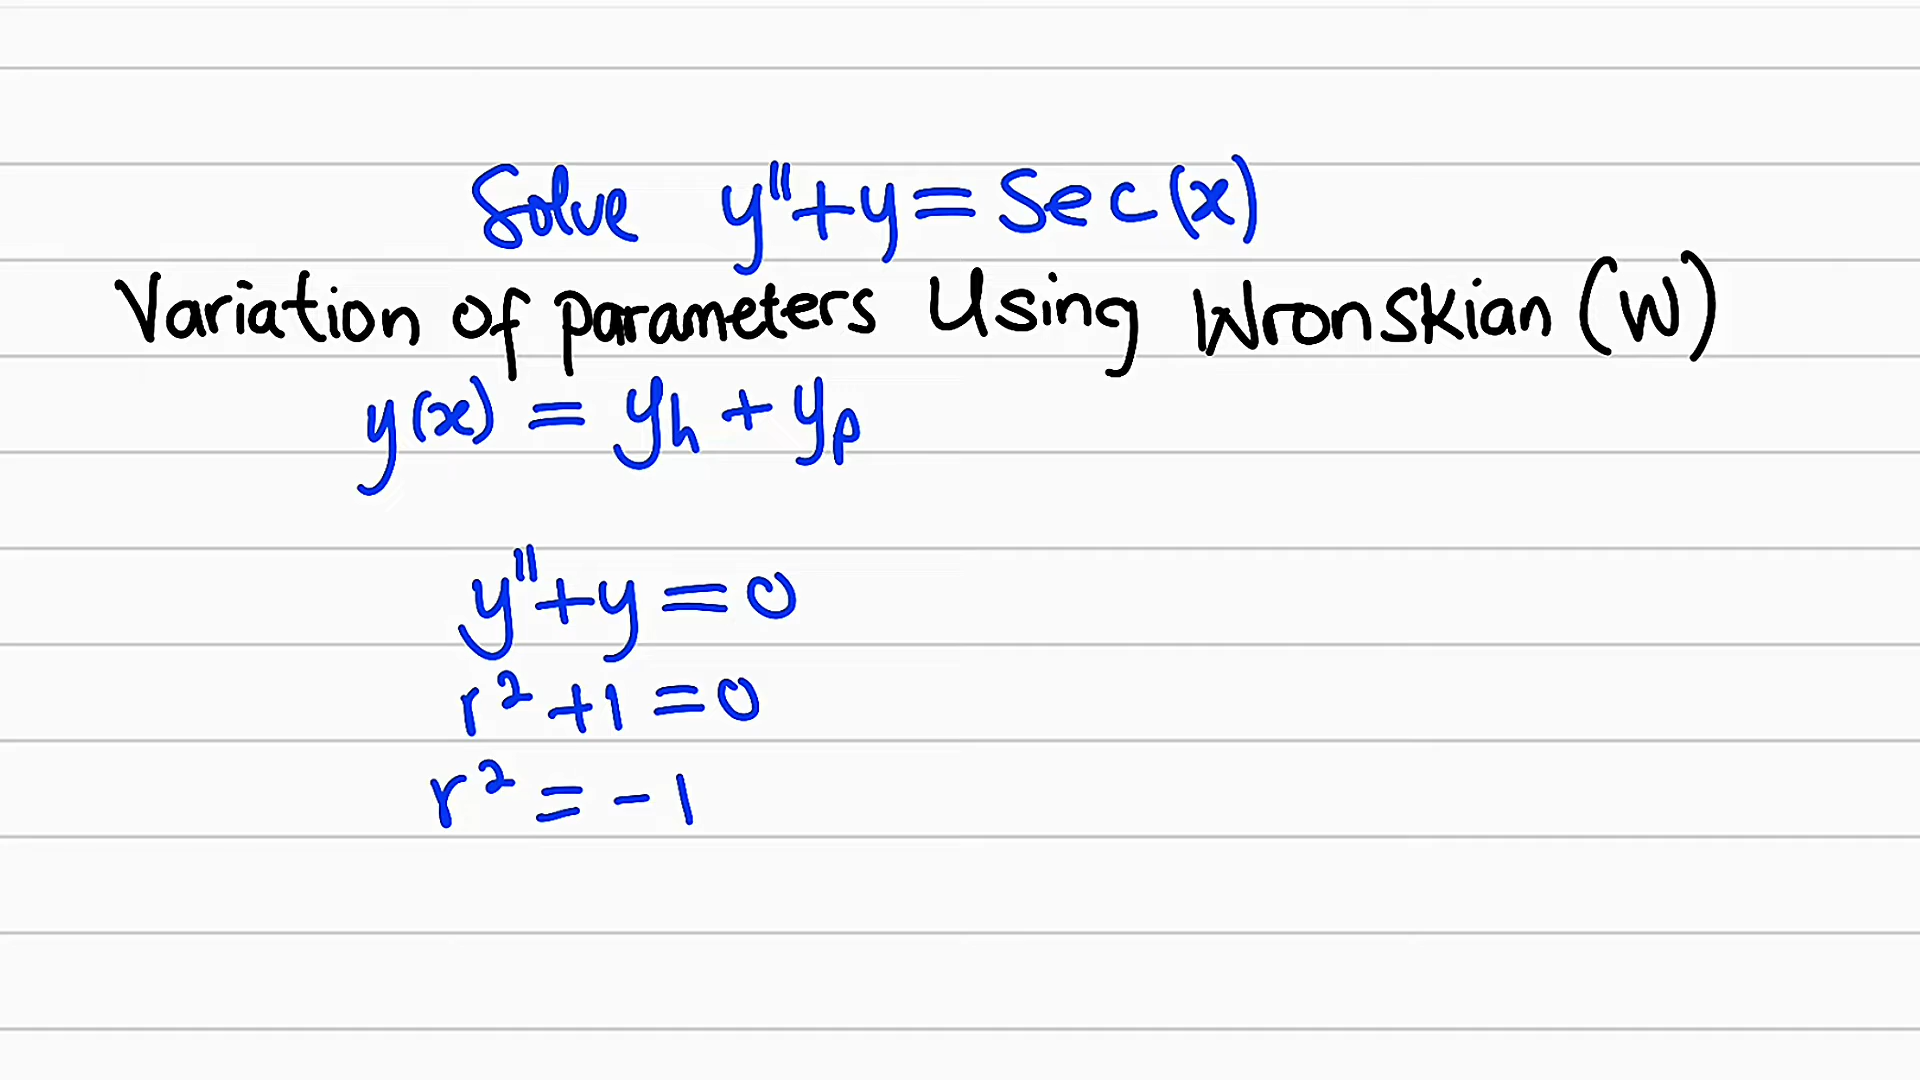 Solve y"+y=Sec(x)
Variation of parameters Using Wronskian (W)
y(x) = yh + yp
y"+y=0
r²+1=0
r² = -1